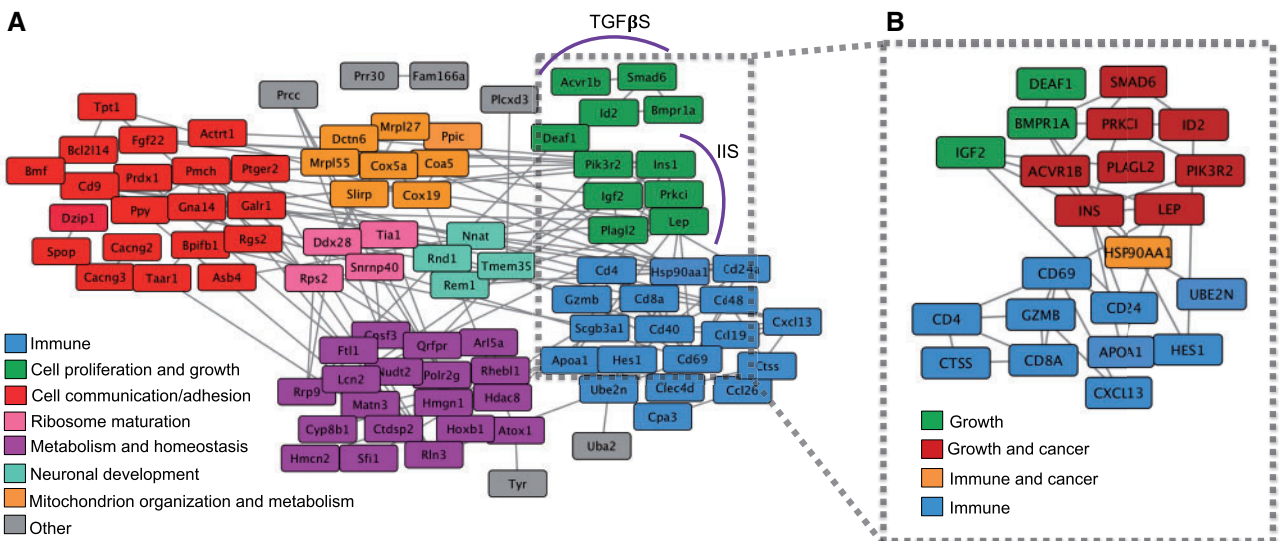 A
TGFβS
B
Prr30
Fam166a
Acvr1b
Smad6
Prcc
Plcxd3
Id2
Bmpr1a
Tpt1
Mrpl27
Deaf1
Actrt1
Fgf22
Dctn6
Ppic
IIS
Bcl2l14
Mrpl55
Cox5a
Coa5
Pik3r2
Ins1
Bmf
Cd9
Prdx1
Pmch
Ptger2
Slirp
Cox19
Igf2
Prkci
Dzip1
Ppy
Gna14
Galr1
Lep
Plagl2
Spop
Cacng2
Bpifb1
Rgs2
Ddx28
Tia1
Nnat
Rnd1
Tmem35
Cacng3
Taar1
Asb4
Rps2
Snrnp40
Rem1
Cd4
Hsp90aa1
Cd24a
Gzmb
Cd8a
Cd48
Scgb3a1
Cd40
Ccl19
Cxcl13
Apoa1
Hes1
Cd69
Ctss
Ube2n
Clec4d
Ccl26
Cpa3
Uba2
Cpsf3
Qrfpr
Arl5a
Ftl1
Lcn2
Nudt2
Polr2g
Rhebl1
Rrp9
Matn3
Hmgn1
Hdac8
Cyp8b1
Ctdsp2
Hoxb1
Atox1
Hmcn2
Sfi1
Rln3
Tyr
Immune
Cell proliferation and growth
Cell communication/adhesion
Ribosome maturation
Metabolism and homeostasis
Neuronal development
Mitochondrion organization and metabolism
Other
DEAF1
SMAD6
BMPR1A
PRKCI
ID2
IGF2
ACVR1B
PLAGL2
PIK3R2
INS
LEP
HSP90AA1
CD69
UBE2N
CD4
GZMB
CD24
CTSS
CD8A
APOA1
HES1
CXCL13
Growth
Growth and cancer
Immune and cancer
Immune